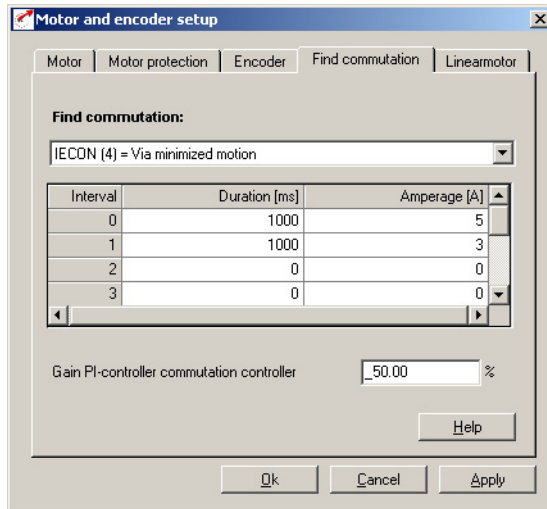 Motor and encoder setup
Motor Motor protection Encoder Find commutation Linearmotor
Find commutation:
IECON (4) = Via minimized motion
Interval Duration [ms] Amperage [A]
0 1000 5
1 1000 3
2 0 0
3 0 0
Gain PI-controller commutation controller _50.00 %
Help
Ok Cancel Apply